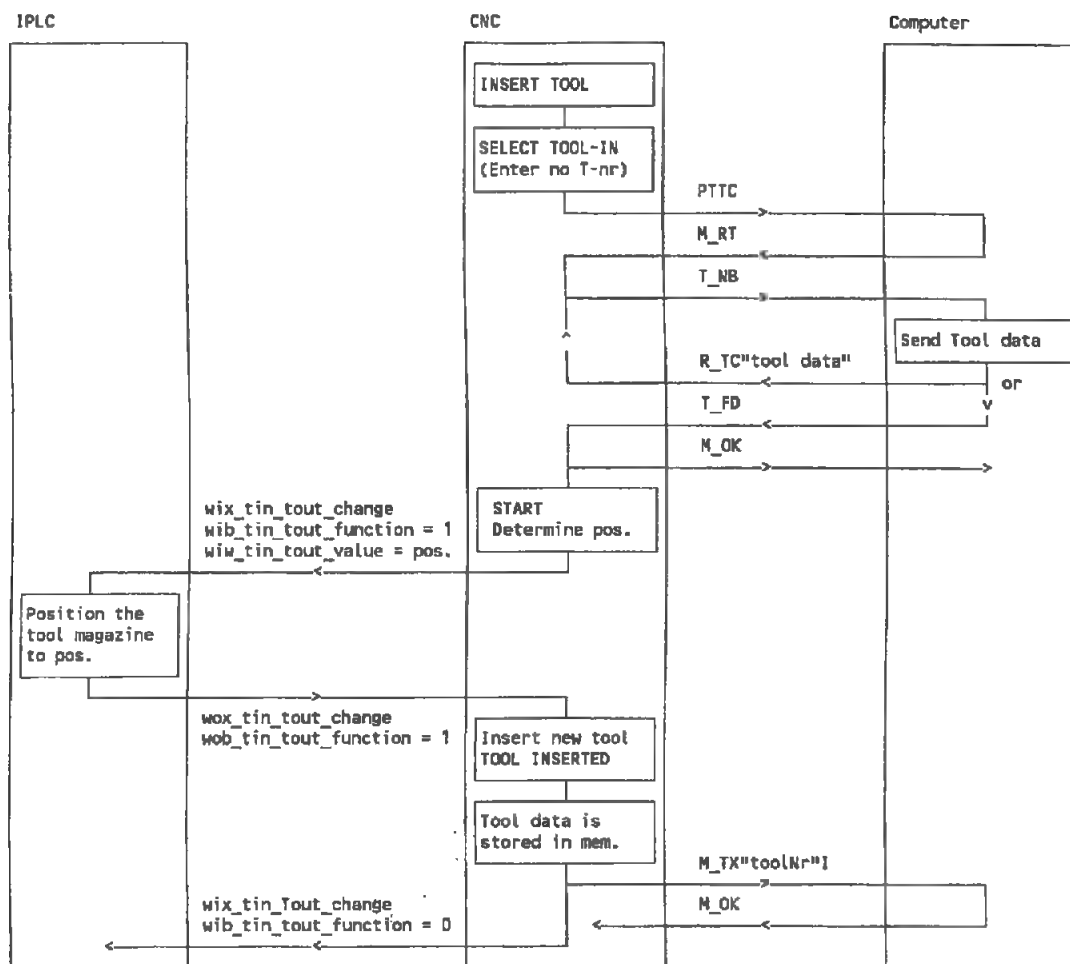 IPLC
CNC
Computer
INSERT TOOL
SELECT TOOL-IN
(Enter no T-nr)
PTTC
M_RT
T_NB
Send Tool data
R_TC"tool data"
or
T_FD
M_OK
wix_tin_tout_change
wib_tin_tout_function = 1
wiw_tin_tout_value = pos.
START
Determine pos.
Position the
tool magazine
to pos.
wox_tin_tout_change
wob_tin_tout_function = 1
Insert new tool
TOOL INSERTED
Tool data is
stored in mem.
M_TX"toolNr"I
M_OK
wix_tin_Tout_change
wib_tin_tout_function = 0